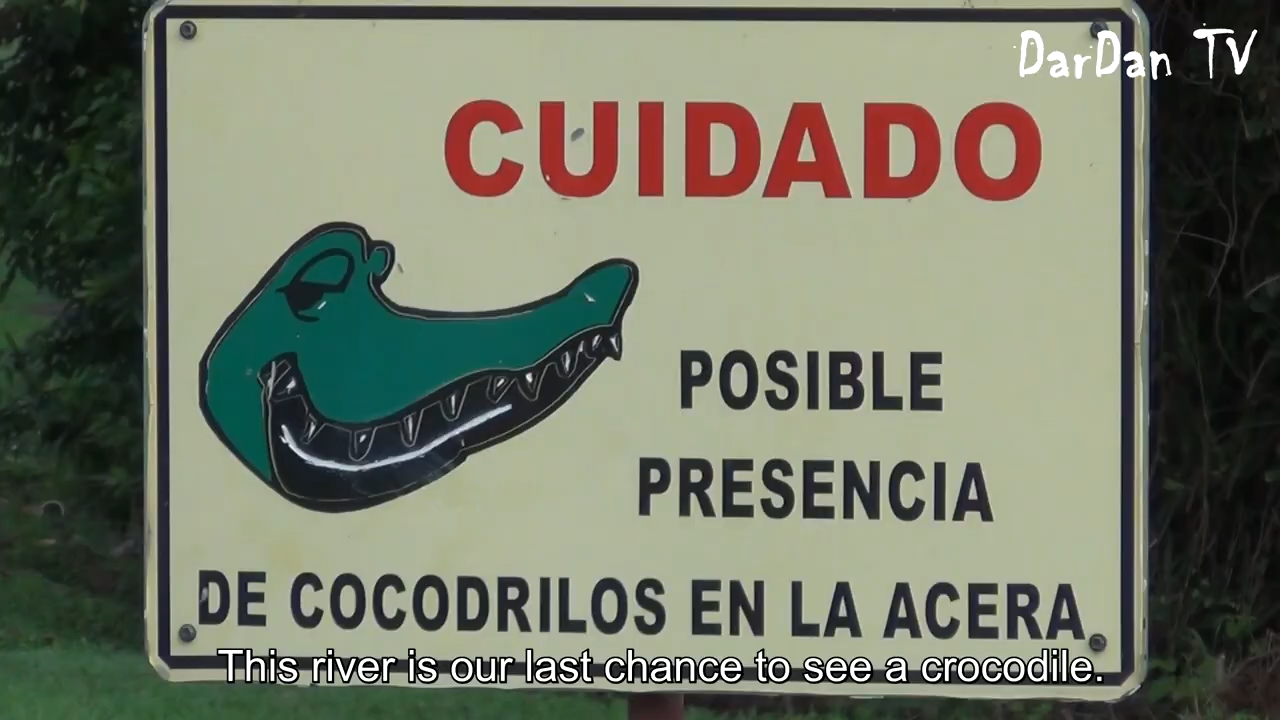 DarDan TV
CUIDADO
POSIBLE
PRESENCIA
DE COCODRILOS EN LA ACERA
This river is our last chance to see a crocodile.